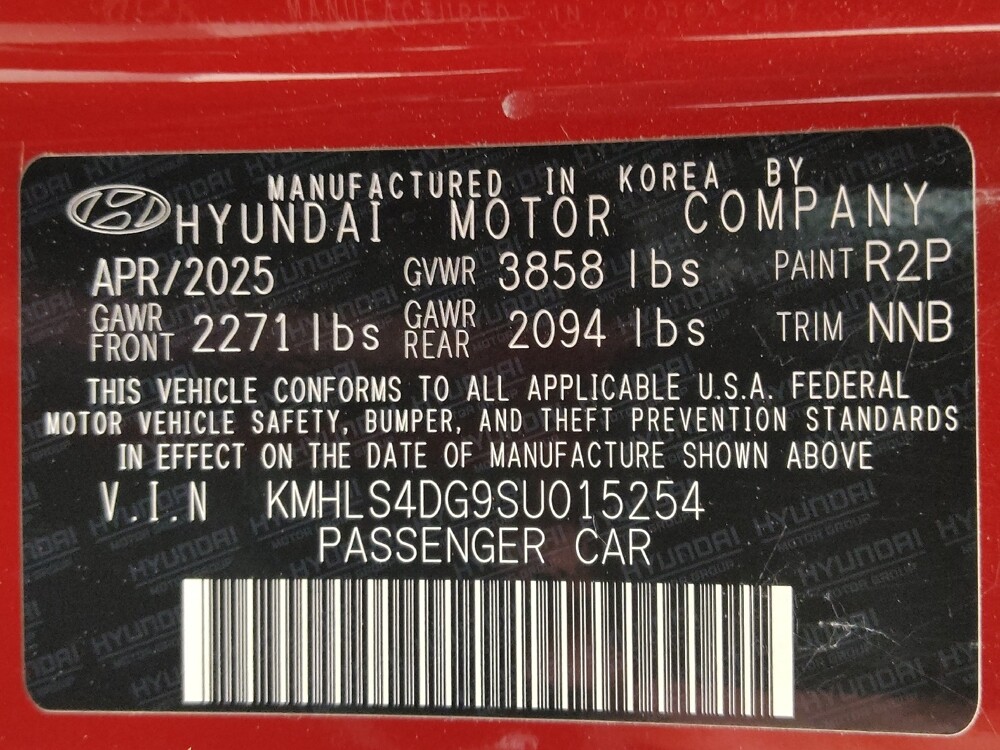 MANUFACTURED IN KOREA BY
HYUNDAI MOTOR COMPANY
APR/2025 GVWR 3858 lbs PAINT R2P
GAWR FRONT 2271 lbs GAWR REAR 2094 lbs TRIM NNB
THIS VEHICLE CONFORMS TO ALL APPLICABLE U.S.A. FEDERAL
MOTOR VEHICLE SAFETY, BUMPER, AND THEFT PREVENTION STANDARDS
IN EFFECT ON THE DATE OF MANUFACTURE SHOWN ABOVE
V.I.N KMHLS4DG9SU015254
PASSENGER CAR